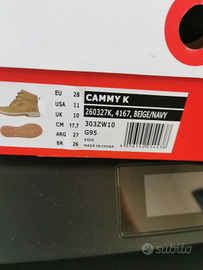 EU 28
USA 11
UK 10
CM 17,7
ARG 27
BR 26
CAMMY K
260327K, 4167, BEIGE/NAVY
303ZW10
G95
KIDS
MADE IN CHINA
subito